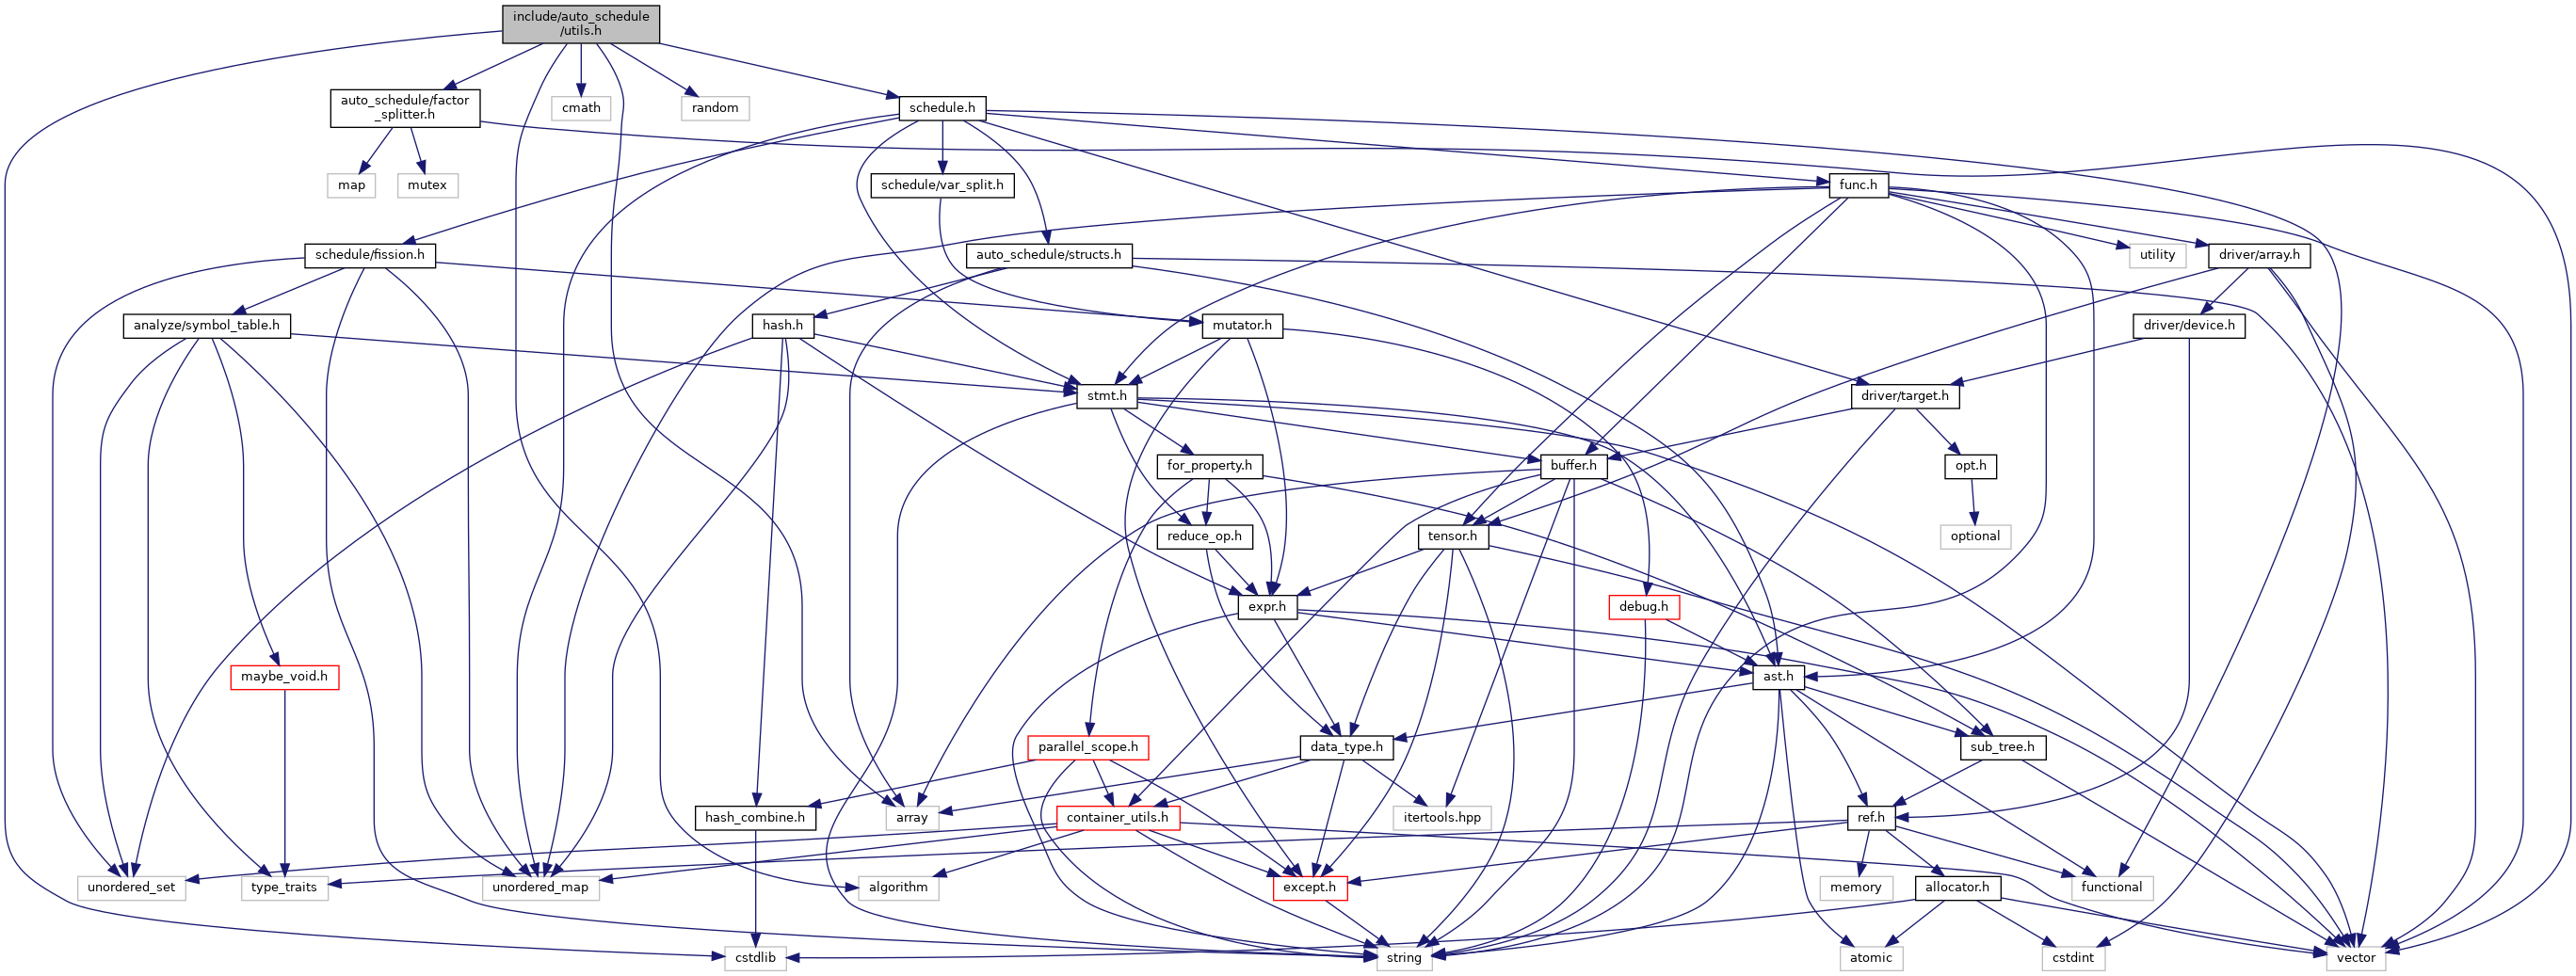 include/auto_schedule
/utils.h
auto_schedule/factor
_splitter.h
cmath
random
schedule.h
map
mutex
schedule/var_split.h
func.h
schedule/fission.h
auto_schedule/structs.h
utility
driver/array.h
analyze/symbol_table.h
hash.h
mutator.h
driver/device.h
stmt.h
driver/target.h
for_property.h
buffer.h
opt.h
reduce_op.h
tensor.h
optional
expr.h
debug.h
maybe_void.h
ast.h
parallel_scope.h
data_type.h
sub_tree.h
hash_combine.h
array
container_utils.h
itertools.hpp
ref.h
unordered_set
type_traits
unordered_map
algorithm
except.h
memory
allocator.h
functional
cstdlib
string
atomic
cstdint
vector